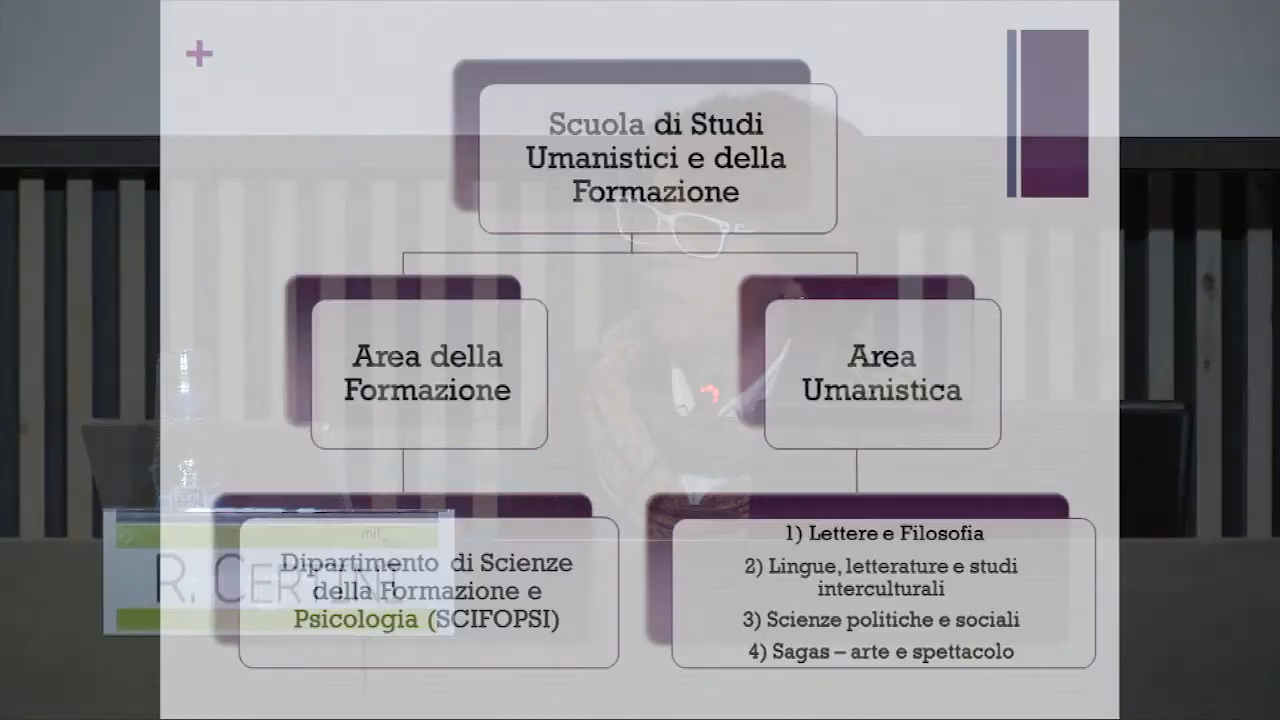 +
Scuola di Studi
Umanistici e della
Formazione
Area della
Formazione
Area
Umanistica
Dipartimento di Scienze
della Formazione e
Psicologia (SCIFOPSI)
1) Lettere e Filosofia
2) Lingue, letterature e studi
interculturali
3) Scienze politiche e sociali
4) Sagas – arte e spettacolo
R. CER